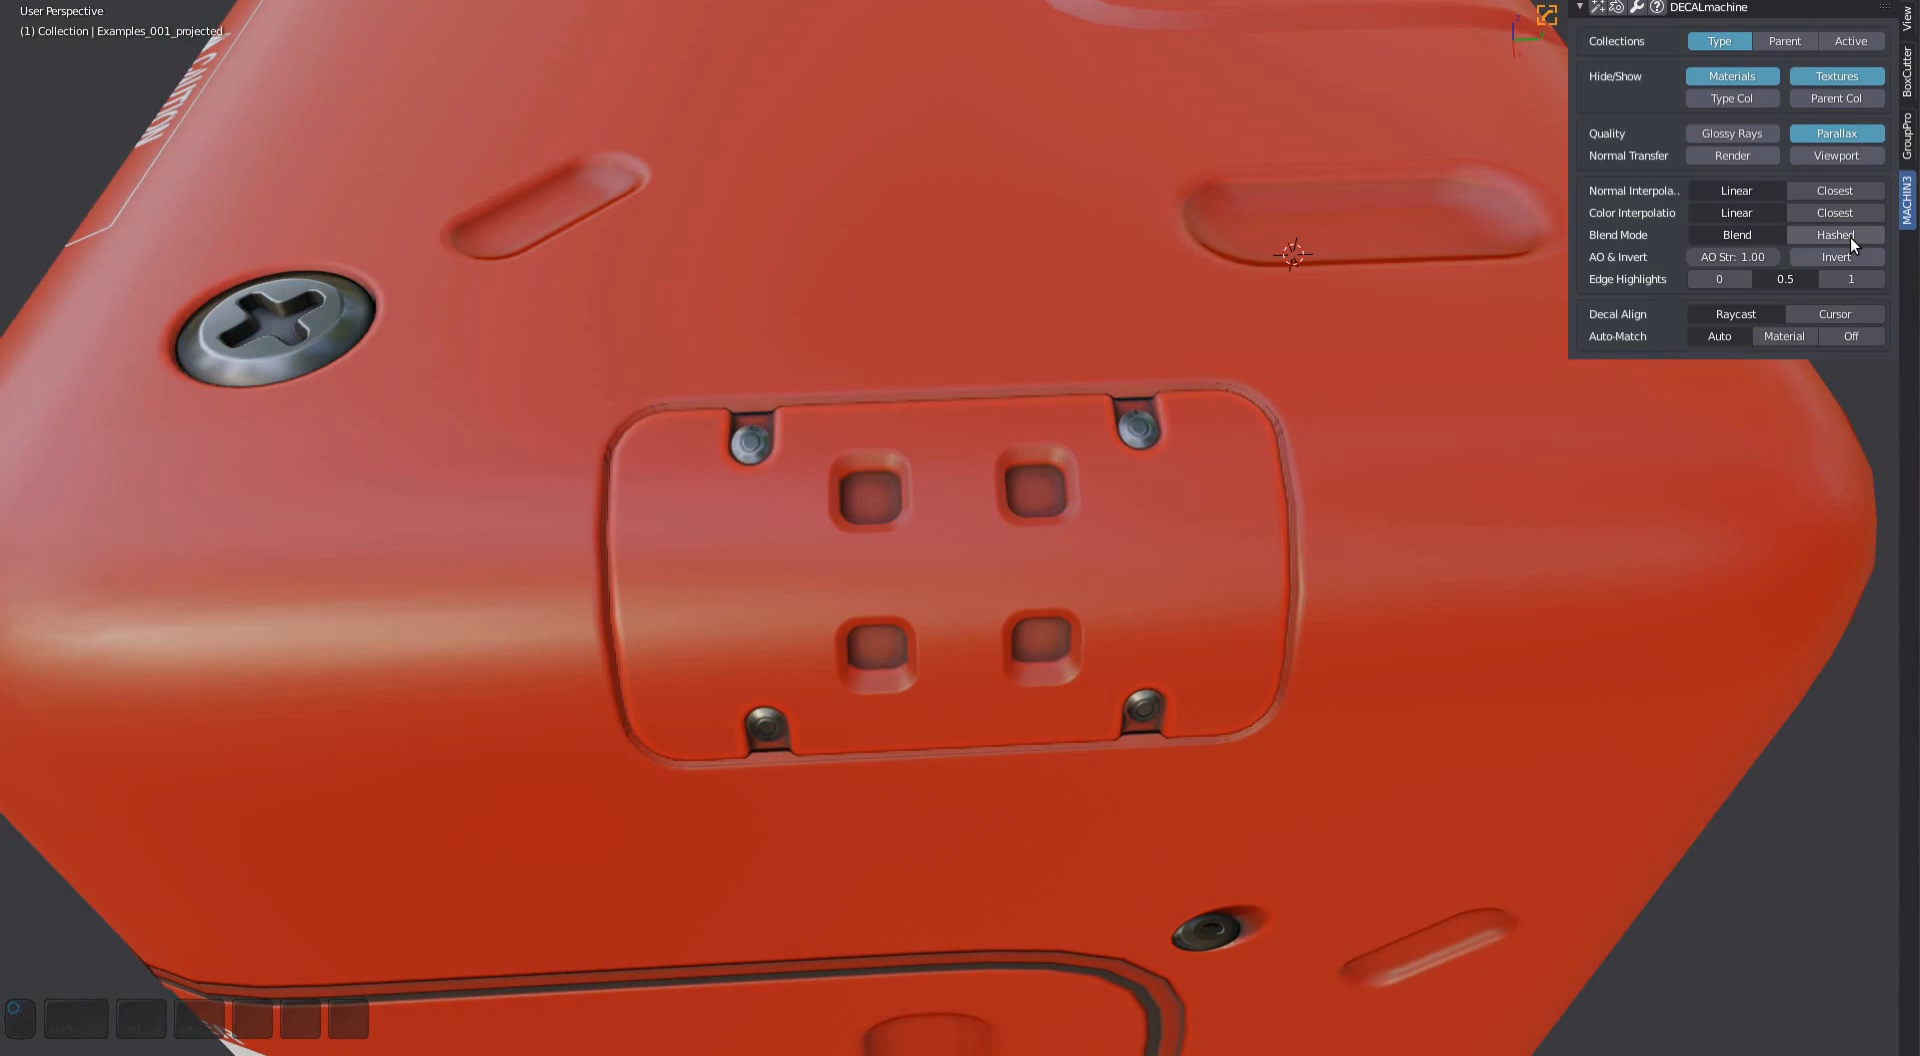 User Perspective
(1) Collection | Examples_001_projected
CAUTION
DECALmachine
Collections Type Parent Active
Hide/Show Materials Textures
Type Col Parent Col
Quality Glossy Rays Parallax
Normal Transfer Render Viewport
Normal Interpola.. Linear Closest
Color Interpolatio Linear Closest
Blend Mode Blend Hashed
AO & Invert AO Str: 1.00 Invert
Edge Highlights 0 0.5 1
Decal Align Raycast Cursor
Auto-Match Auto Material Off
View
BoxCutter
GroupPro
MACHIN3